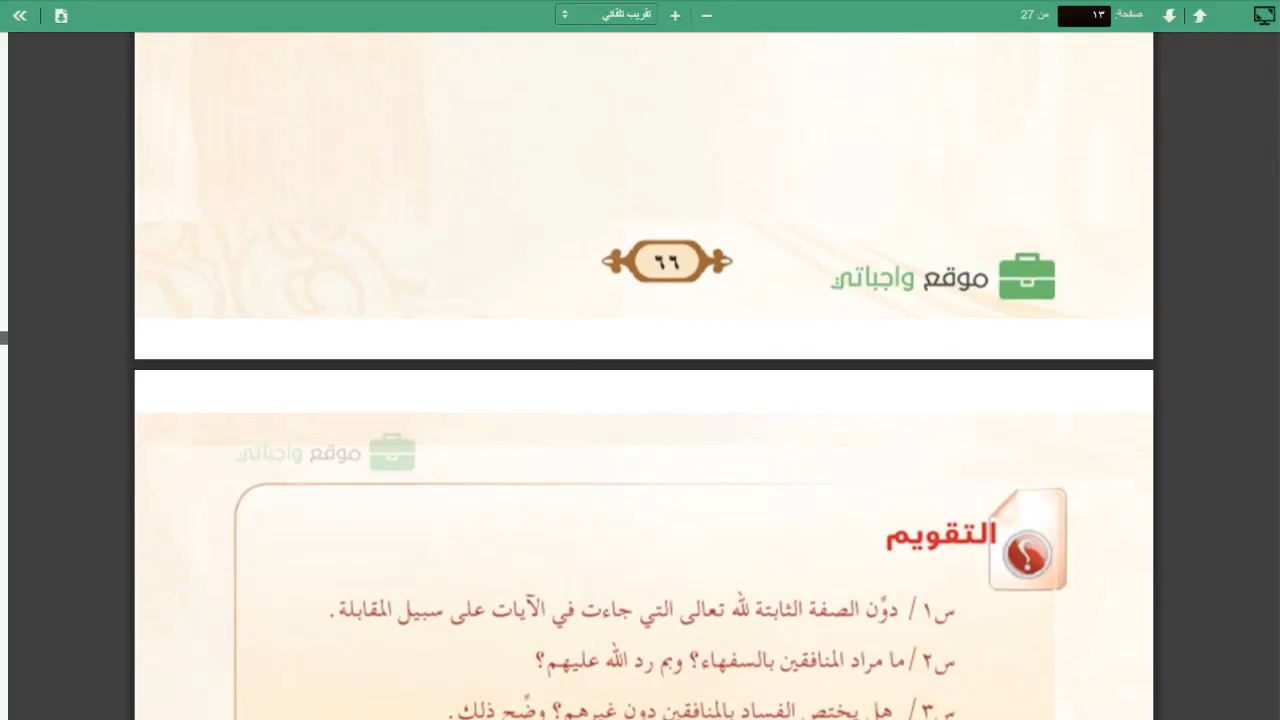 صفحة: ١٣ من 27
تقريب تلقائي
٦٦
موقع واجباتي
موقع واجباتي
التقويم
س١/ دوِّن الصفة الثابتة لله تعالى التي جاءت في الآيات على سبيل المقابلة .
س٢/ ما مراد المنافقين بالسفهاء؟ وبم رد الله عليهم؟
س٣/ هل يختص الفساد بالمنافقين دون غيرهم؟ وضِّح ذلك .